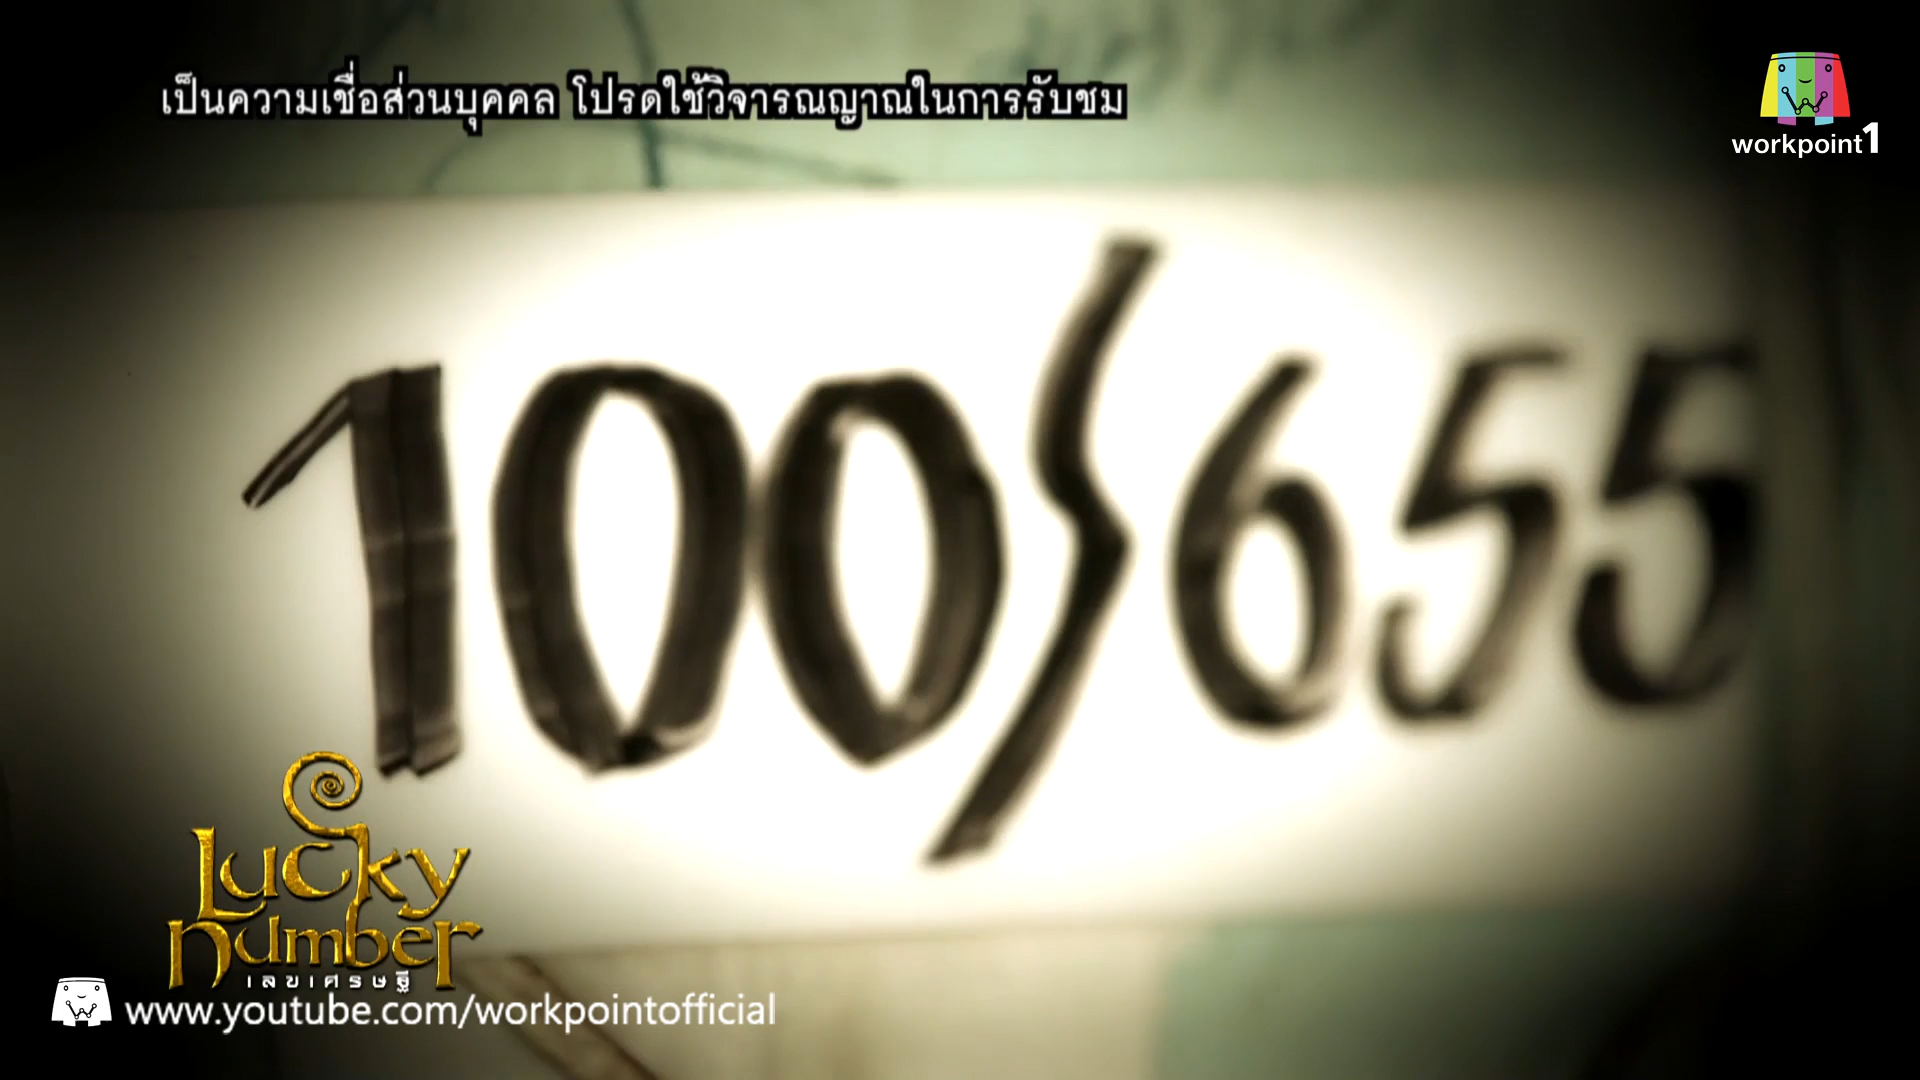 เป็นความเชื่อส่วนบุคคล โปรดใช้วิจารณญาณในการรับชม
workpoint1
100/655
Lucky
number
เลขเศรษฐี
www.youtube.com/workpointofficial